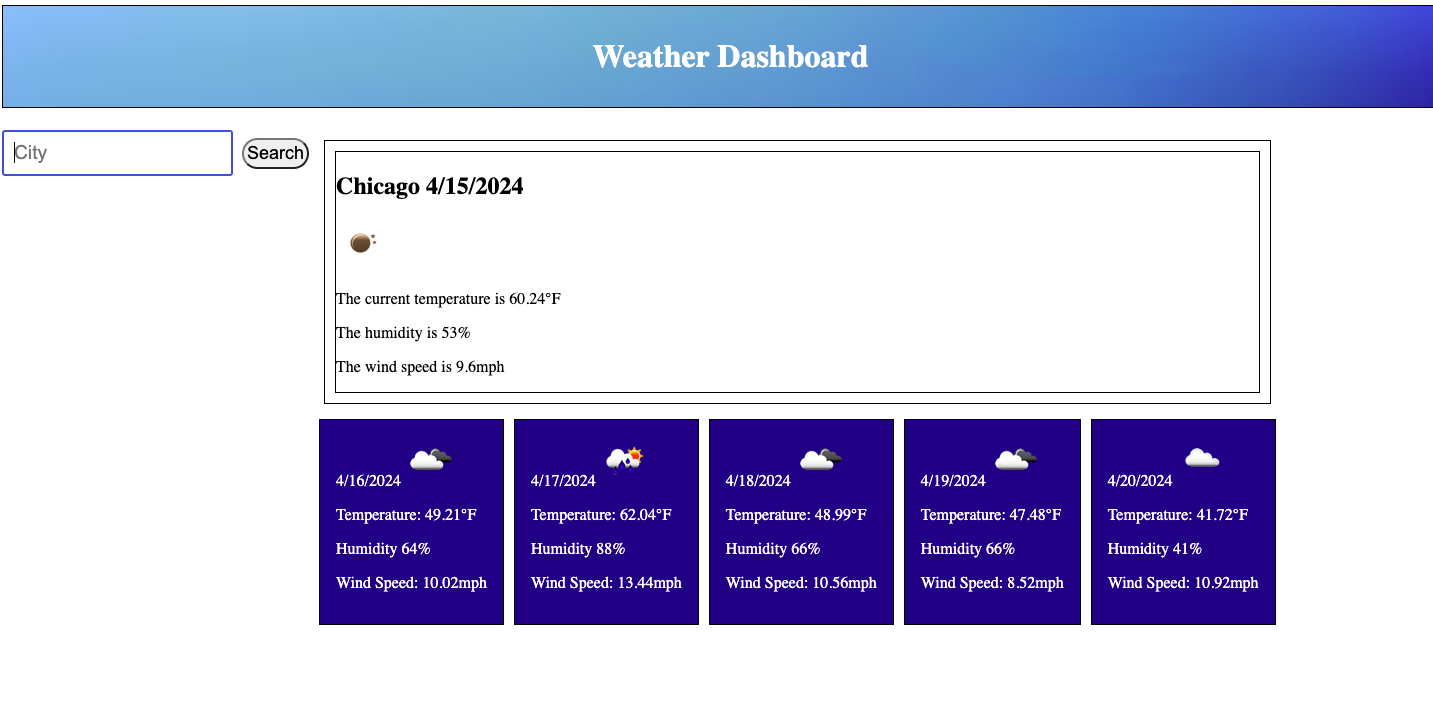 Weather Dashboard
City
Search
Chicago 4/15/2024
The current temperature is 60.24°F
The humidity is 53%
The wind speed is 9.6mph
4/16/2024
Temperature: 49.21°F
Humidity 64%
Wind Speed: 10.02mph
4/17/2024
Temperature: 62.04°F
Humidity 88%
Wind Speed: 13.44mph
4/18/2024
Temperature: 48.99°F
Humidity 66%
Wind Speed: 10.56mph
4/19/2024
Temperature: 47.48°F
Humidity 66%
Wind Speed: 8.52mph
4/20/2024
Temperature: 41.72°F
Humidity 41%
Wind Speed: 10.92mph